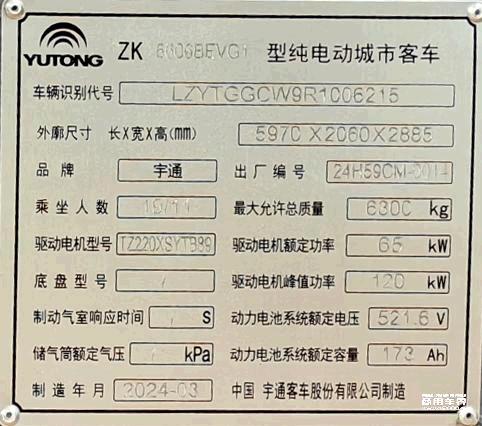 YUTONG ZK 6606BEVG1 型纯电动城市客车
车辆识别代号 LZYTGGCW9R1006215
外廓尺寸 长X宽X高(mm) 5970X2060X2885
品牌 宇通 出厂编号 24H59CM-0014
乘坐人数 最大允许总质量 6300 kg
驱动电机型号 TZ220XSYTB89 驱动电机额定功率 65 kW
底盘型号 / 驱动电机峰值功率 120 kW
制动气室响应时间 / S 动力电池系统额定电压 521.6 V
储气筒额定气压 / kPa 动力电池系统额定容量 173 Ah
制造年月 2024-03 中国 宇通客车股份有限公司制造